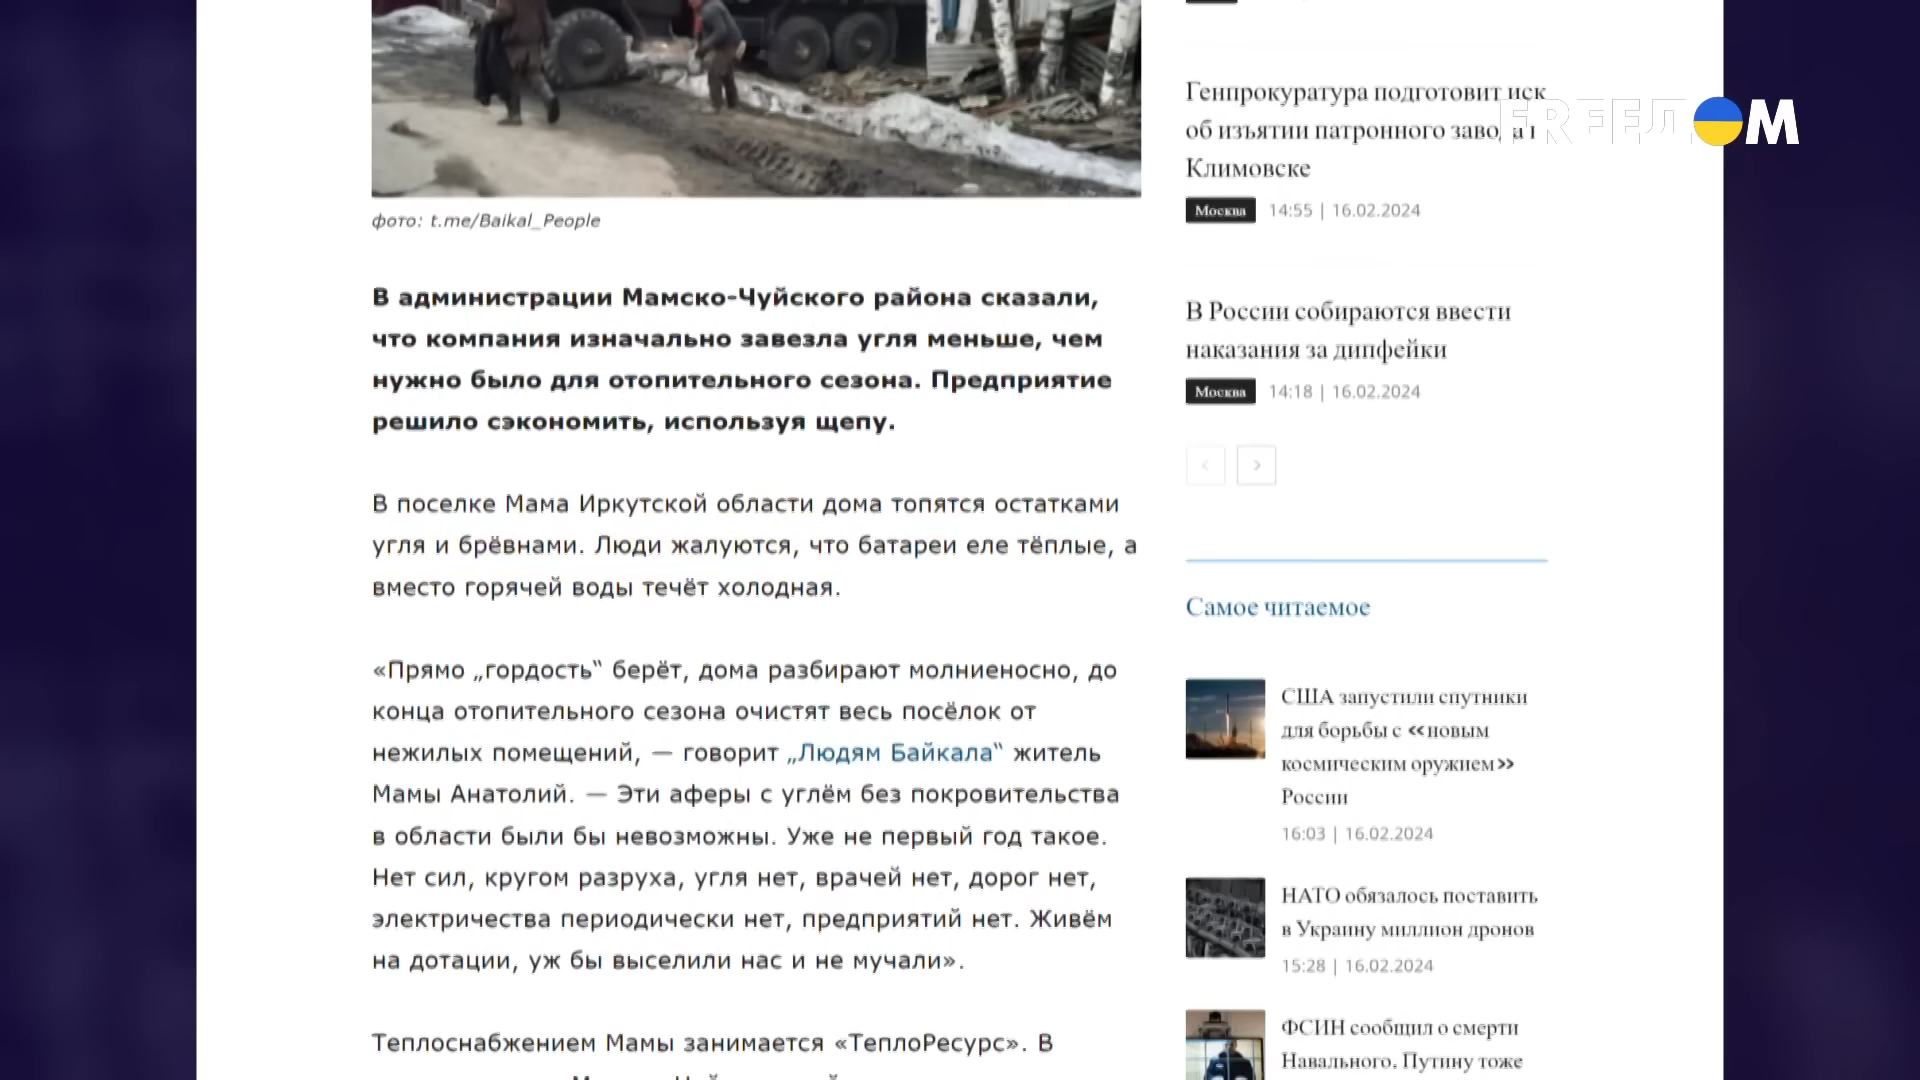 фото: t.me/Baikal_People
В администрации Мамско-Чуйского района сказали,
что компания изначально завезла угля меньше, чем
нужно было для отопительного сезона. Предприятие
решило сэкономить, используя щепу.
В поселке Мама Иркутской области дома топятся остатками
угля и брёвнами. Люди жалуются, что батареи еле тёплые, а
вместо горячей воды течёт холодная.
«Прямо „гордость“ берёт, дома разбирают молниеносно, до
конца отопительного сезона очистят весь посёлок от
нежилых помещений, — говорит „Людям Байкала“ житель
Мамы Анатолий. — Эти аферы с углём без покровительства
в области были бы невозможны. Уже не первый год такое.
Нет сил, кругом разруха, угля нет, врачей нет, дорог нет,
электричества периодически нет, предприятий нет. Живём
на дотации, уж бы выселили нас и не мучали».
Теплоснабжением Мамы занимается «ТеплоРесурс». В
Генпрокуратура подготовит иск
об изъятии патронного завода
Климовске
Москва 14:55 | 16.02.2024
В России собираются ввести
наказания за дипфейки
Москва 14:18 | 16.02.2024
Самое читаемое
США запустили спутники
для борьбы с «новым
космическим оружием»
России
16:03 | 16.02.2024
НАТО обязалось поставить
в Украину миллион дронов
15:28 | 16.02.2024
ФСИН сообщил о смерти
Навального. Путину тоже
FREEДОМ